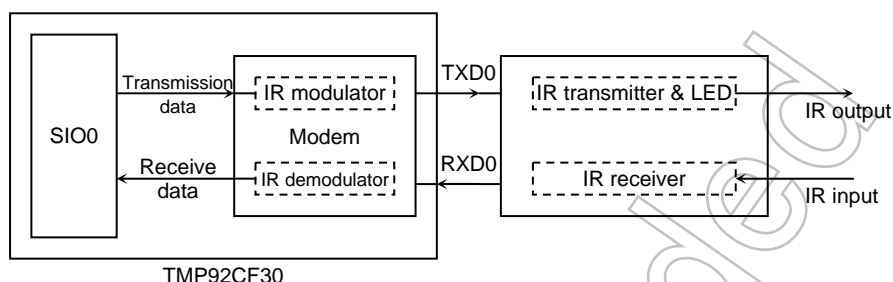 Transmission
data
IR modulator
TXD0
IR transmitter & LED
IR output
SIO0
Modem
Receive
data
IR demodulator
RXD0
IR receiver
IR input
TMP92CF30